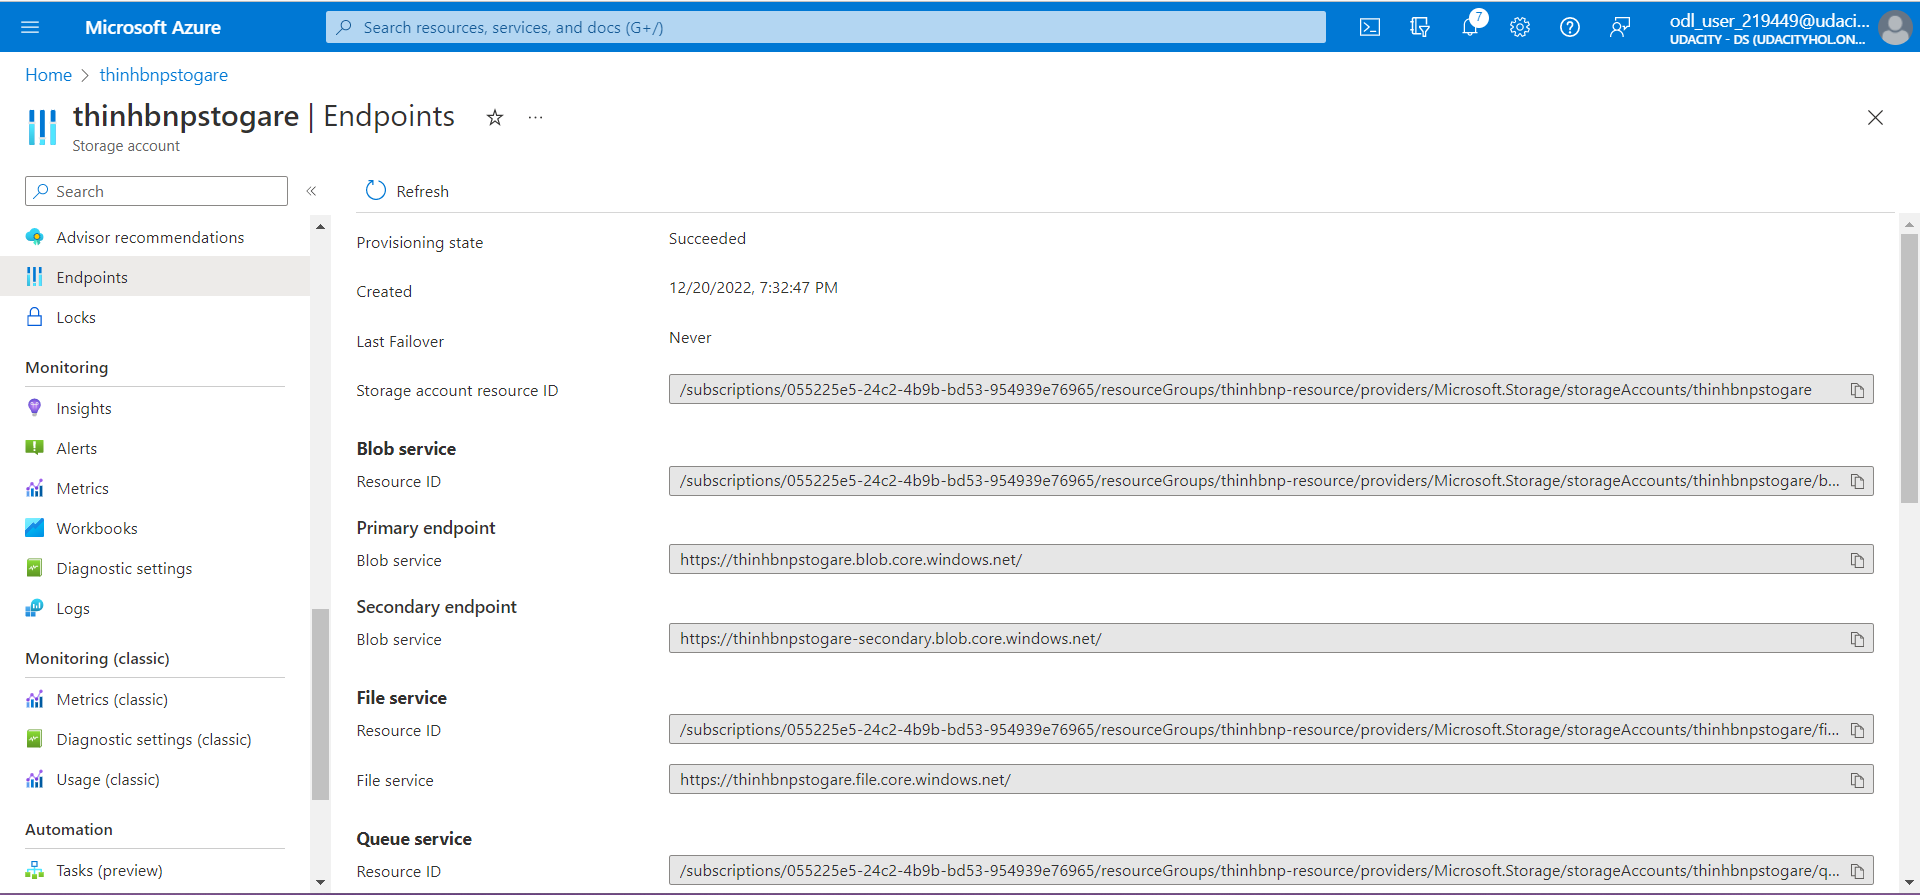 Microsoft Azure
Search resources, services, and docs (G+/)
7
odl_user_219449@udaci...
UDACITY - DS (UDACITYHOL.ON...
Home > thinhbnpstogare
thinhbnpstogare | Endpoints
Storage account
Search
Refresh
Advisor recommendations
Endpoints
Locks
Monitoring
Insights
Alerts
Metrics
Workbooks
Diagnostic settings
Logs
Monitoring (classic)
Metrics (classic)
Diagnostic settings (classic)
Usage (classic)
Automation
Tasks (preview)
Provisioning state Succeeded
Created 12/20/2022, 7:32:47 PM
Last Failover Never
Storage account resource ID /subscriptions/055225e5-24c2-4b9b-bd53-954939e76965/resourceGroups/thinhbnp-resource/providers/Microsoft.Storage/storageAccounts/thinhbnpstogare
Blob service
Resource ID /subscriptions/055225e5-24c2-4b9b-bd53-954939e76965/resourceGroups/thinhbnp-resource/providers/Microsoft.Storage/storageAccounts/thinhbnpstogare/b...
Primary endpoint
Blob service https://thinhbnpstogare.blob.core.windows.net/
Secondary endpoint
Blob service https://thinhbnpstogare-secondary.blob.core.windows.net/
File service
Resource ID /subscriptions/055225e5-24c2-4b9b-bd53-954939e76965/resourceGroups/thinhbnp-resource/providers/Microsoft.Storage/storageAccounts/thinhbnpstogare/fi...
File service https://thinhbnpstogare.file.core.windows.net/
Queue service
Resource ID /subscriptions/055225e5-24c2-4b9b-bd53-954939e76965/resourceGroups/thinhbnp-resource/providers/Microsoft.Storage/storageAccounts/thinhbnpstogare/q...